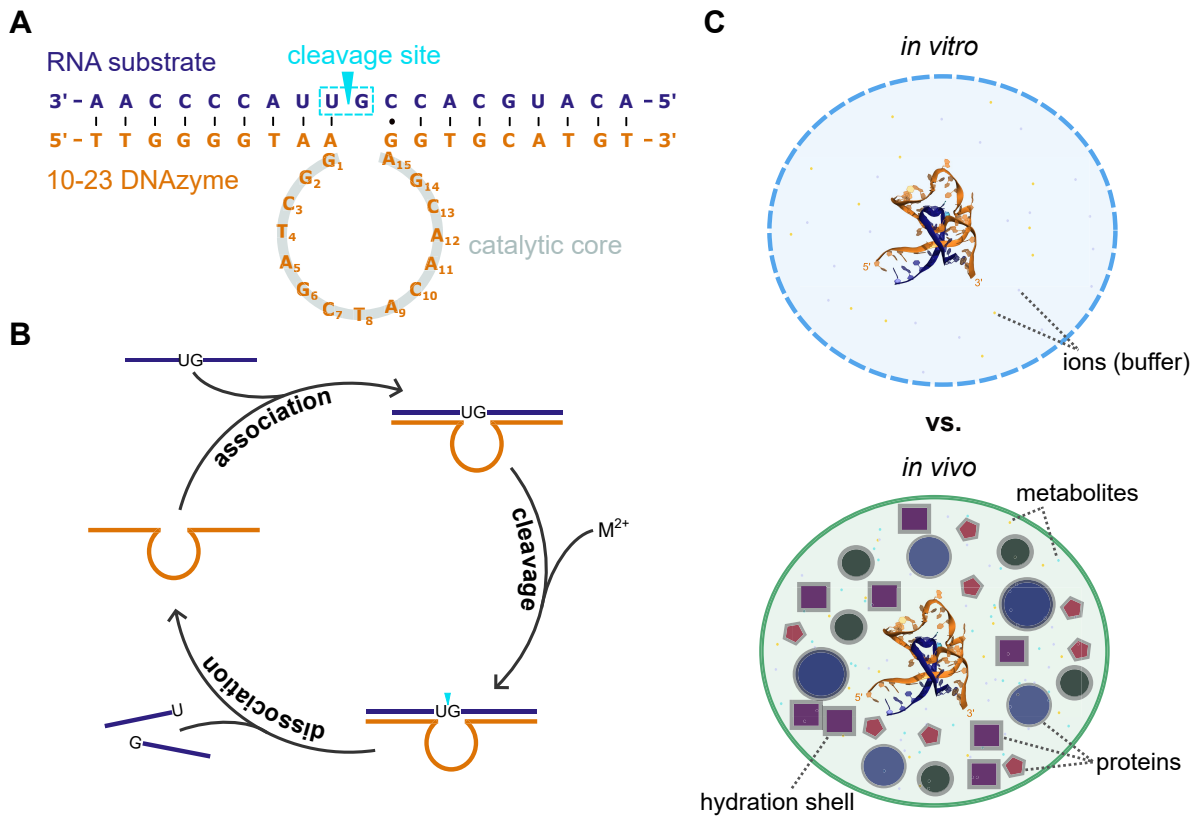 A
RNA substrate
cleavage site
3' - A A C C C C A U U G C C A C G U A C A - 5'
5' - T T G G G G T A A G G T G C A T G T - 3'
10-23 DNAzyme
G1
G2
C3
T4
A5
G6
C7
T8
A9
C10
A11
A12
C13
G14
A15
catalytic core
B
UG
association
UG
cleavage
M2+
UG
dissociation
U
G
C
in vitro
5'
3'
ions (buffer)
vs.
in vivo
metabolites
5'
3'
proteins
hydration shell